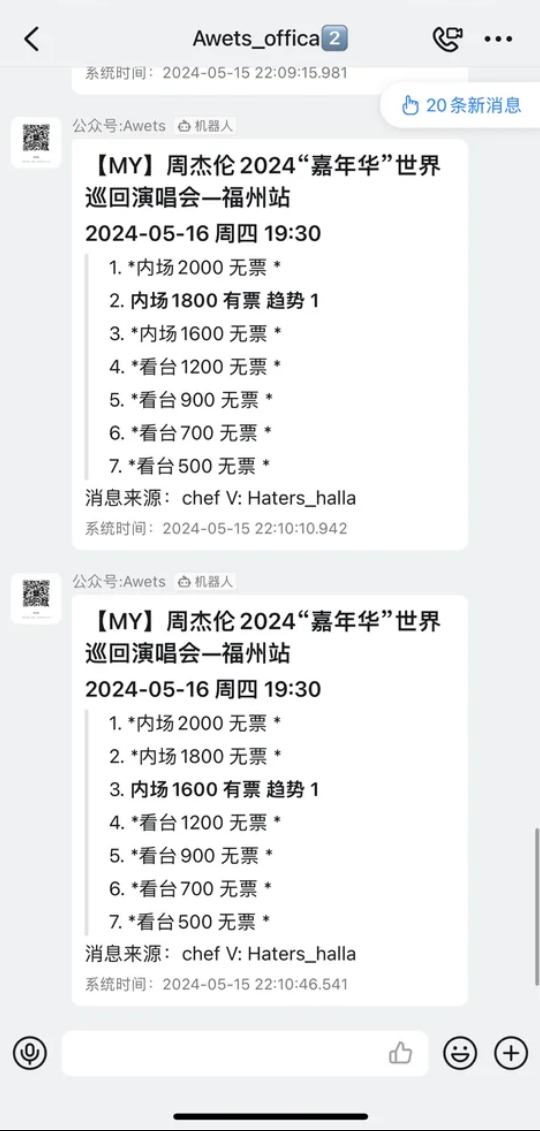 Awets_offica2
系统时间：2024-05-15 22:09:15.981
20条新消息
公众号:Awets 机器人
【MY】周杰伦2024“嘉年华”世界
巡回演唱会—福州站
2024-05-16 周四 19:30
1. *内场2000 无票 *
2. 内场1800 有票 趋势 1
3. *内场1600 无票 *
4. *看台1200 无票 *
5. *看台900 无票 *
6. *看台700 无票 *
7. *看台500 无票 *
消息来源：chef V: Haters_halla
系统时间：2024-05-15 22:10:10.942
公众号:Awets 机器人
【MY】周杰伦2024“嘉年华”世界
巡回演唱会—福州站
2024-05-16 周四 19:30
1. *内场2000 无票 *
2. *内场1800 无票 *
3. 内场1600 有票 趋势 1
4. *看台1200 无票 *
5. *看台900 无票 *
6. *看台700 无票 *
7. *看台500 无票 *
消息来源：chef V: Haters_halla
系统时间：2024-05-15 22:10:46.541